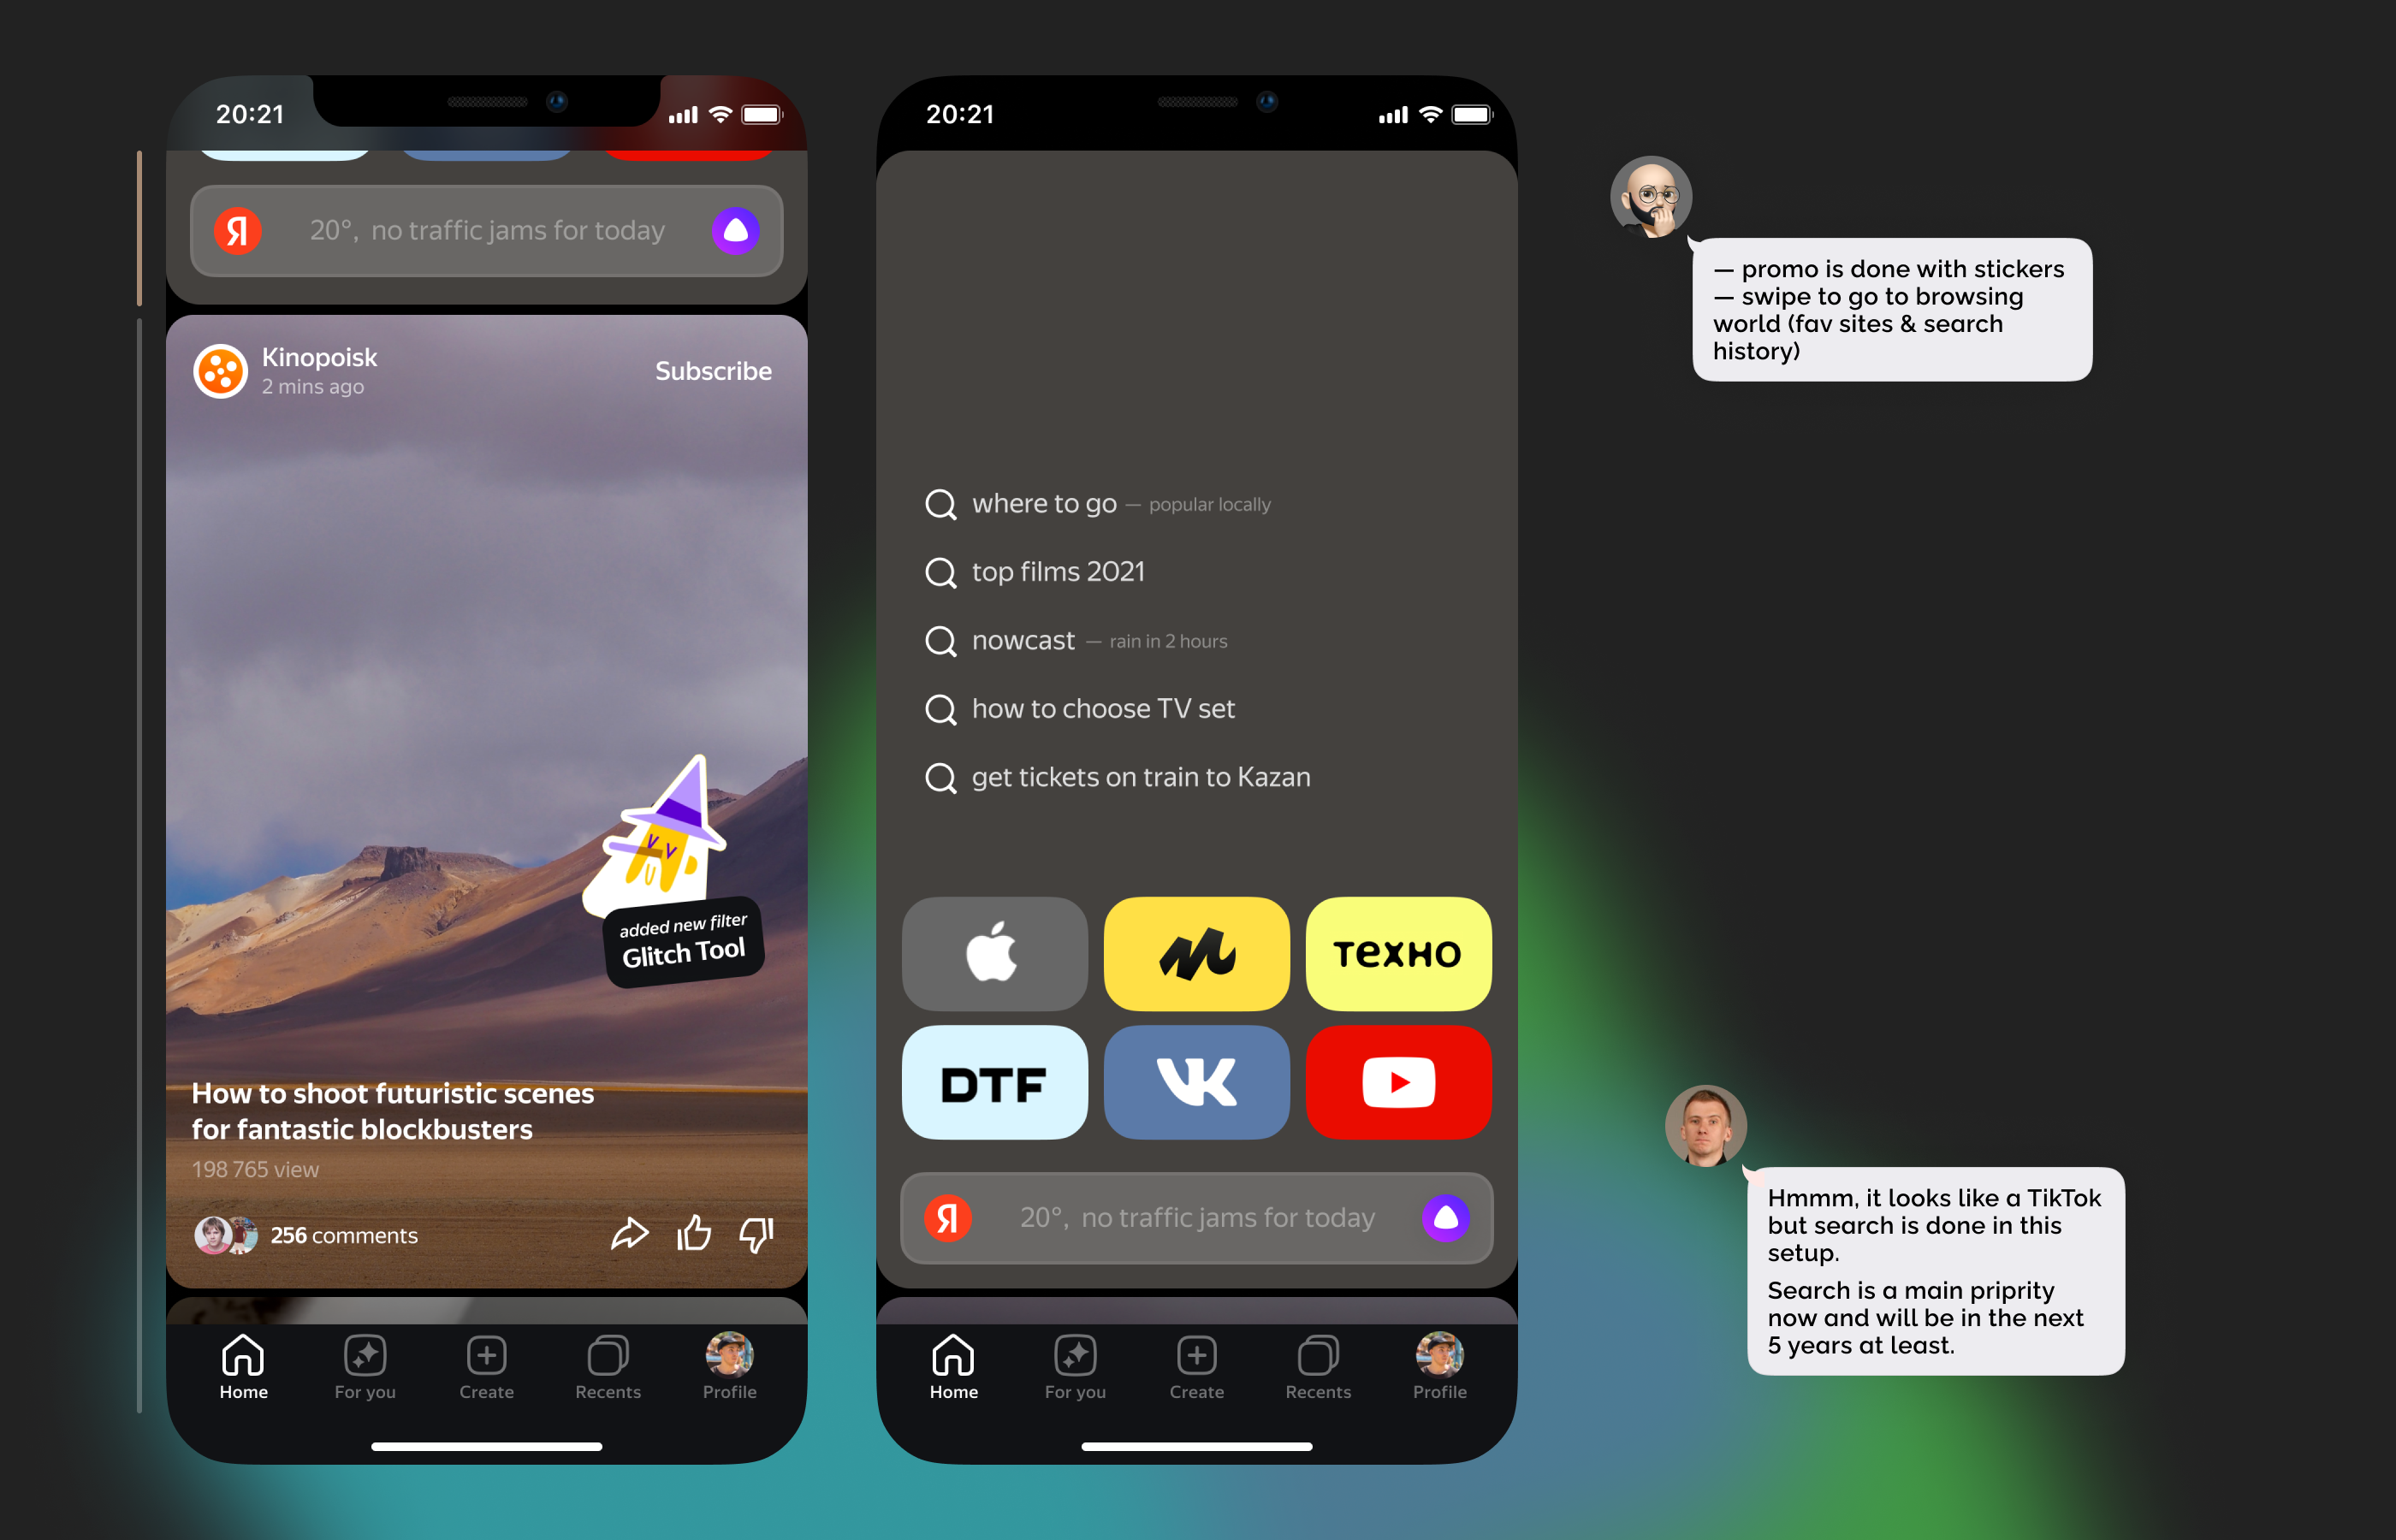 20:21
Я
20°, no traffic jams for today
Kinopoisk
2 mins ago
Subscribe
added new filter
Glitch Tool
How to shoot futuristic scenes
for fantastic blockbusters
198 765 view
256 comments
Home
For you
Create
Recents
Profile
20:21
where to go — popular locally
top films 2021
nowcast — rain in 2 hours
how to choose TV set
get tickets on train to Kazan
техно
DTF
VK
Я
20°, no traffic jams for today
Home
For you
Create
Recents
Profile
— promo is done with stickers
— swipe to go to browsing
world (fav sites & search
history)
Hmmm, it looks like a TikTok
but search is done in this
setup.
Search is a main priprity
now and will be in the next
5 years at least.